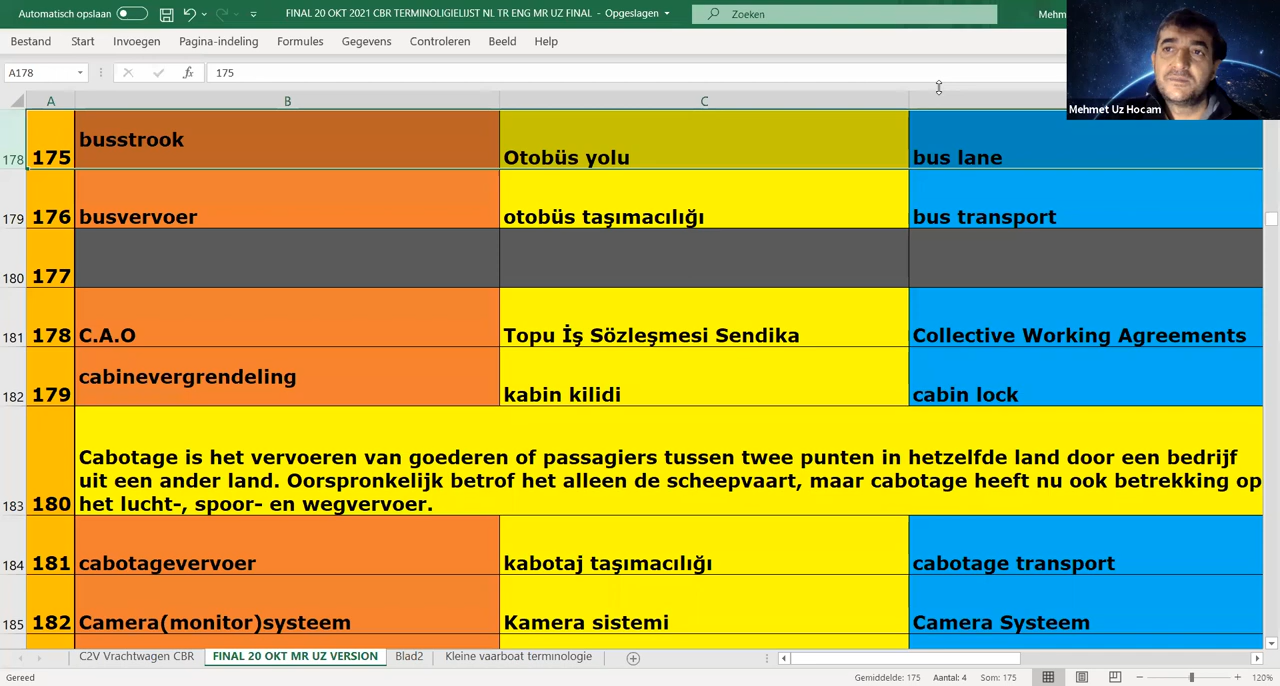 Automatisch opslaan
FINAL 20 OKT 2021 CBR TERMINOLIGIELIJST NL TR ENG MR UZ FINAL - Opgeslagen
Zoeken
Mehm
Bestand Start Invoegen Pagina-indeling Formules Gegevens Controleren Beeld Help
Mehmet Uz Hocam
A178 fx 175
A B C
178 175 busstrook Otobüs yolu bus lane
179 176 busvervoer otobüs taşımacılığı bus transport
180 177
181 178 C.A.O Topu İş Sözleşmesi Sendika Collective Working Agreements
182 179 cabinevergrendeling kabin kilidi cabin lock
183 180 Cabotage is het vervoeren van goederen of passagiers tussen twee punten in hetzelfde land door een bedrijf
uit een ander land. Oorspronkelijk betrof het alleen de scheepvaart, maar cabotage heeft nu ook betrekking op
het lucht-, spoor- en wegvervoer.
184 181 cabotagevervoer kabotaj taşımacılığı cabotage transport
185 182 Camera(monitor)systeem Kamera sistemi Camera Systeem
C2V Vrachtwagen CBR FINAL 20 OKT MR UZ VERSION Blad2 Kleine vaarboat terminologie
Gereed Gemiddelde: 175 Aantal: 4 Som: 175 120%